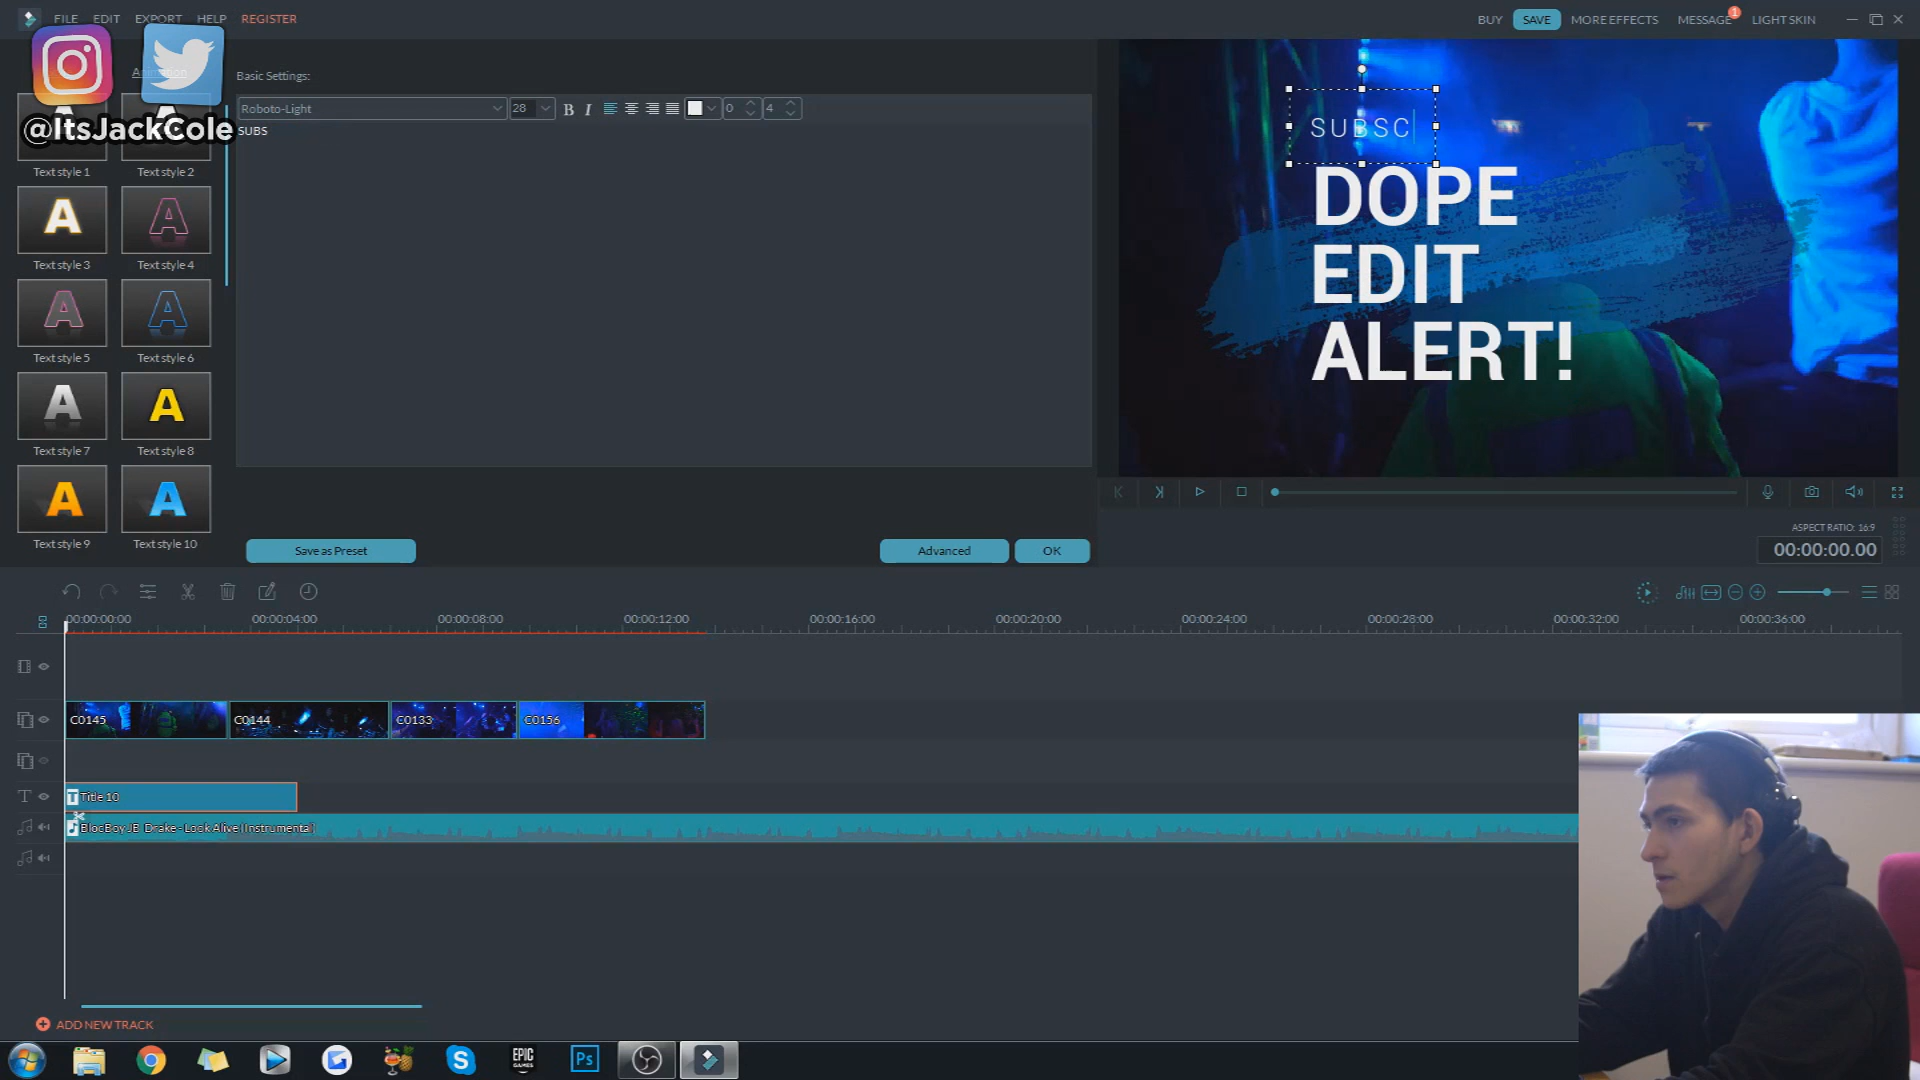 FILE EDIT EXPORT HELP REGISTER
BUY SAVE MORE EFFECTS MESSAGE 1 LIGHT SKIN
Animation
@ItsJackCole
Basic Settings:
Roboto-Light 28 B I 0 4
SUBS
Text style 1 Text style 2
Text style 3 Text style 4
Text style 5 Text style 6
Text style 7 Text style 8
Text style 9 Text style 10
Save as Preset Advanced OK
SUBSC
DOPE
EDIT
ALERT!
ASPECT RATIO: 16:9
00:00:00.00
00:00:00:00 00:00:04:00 00:00:08:00 00:00:12:00 00:00:16:00 00:00:20:00 00:00:24:00 00:00:28:00 00:00:32:00 00:00:36:00
C0145 C0144 C0133 C0156
T Title 10
BlocBoy JB Drake - Look Alive (Instrumental)
ADD NEW TRACK
S EPIC GAMES Ps